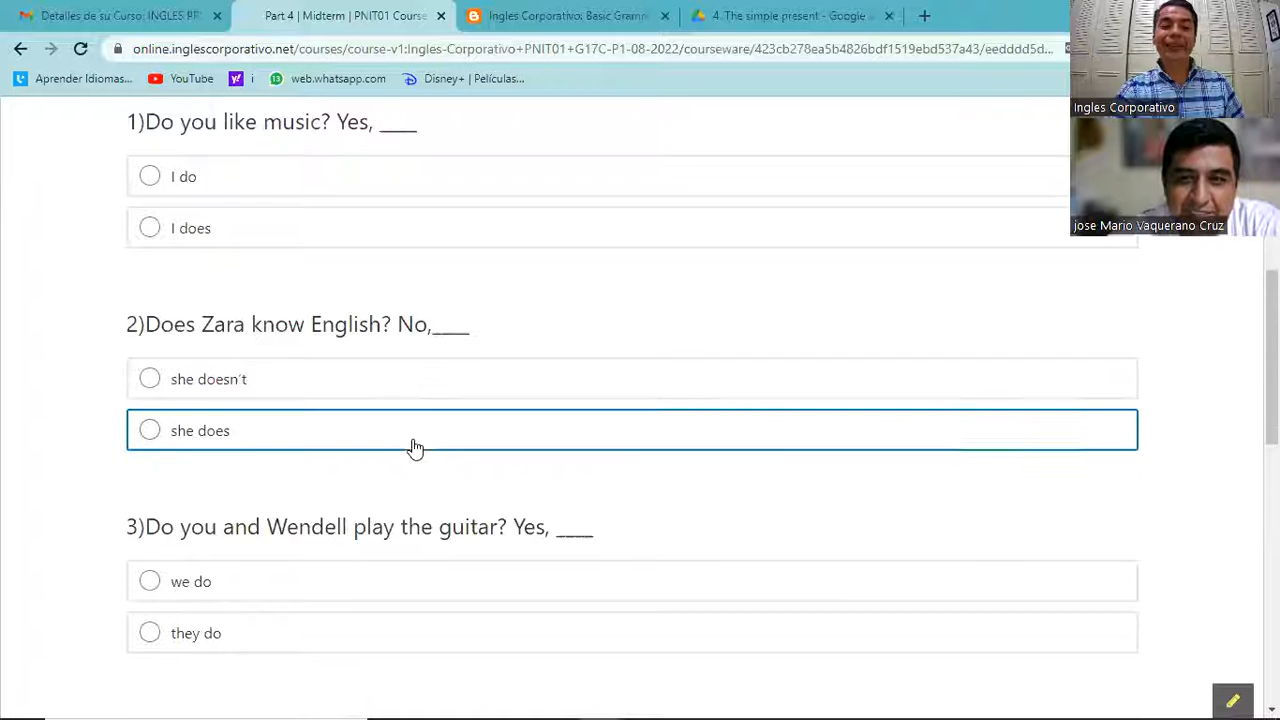 Detalles de su Curso: INGLES PR
Part 4 | Midterm | PNIT01 Cours
Ingles Corporativo: Basi
4. The simple present - Google
online.inglescorporativo.net/courses/course-v1:Ingles-Corporativo+PNIT01+G17C-P1-08-2022/courseware/423cb278ea5b4826bdf1519ebd537a43/eedddd5d...
Aprender Idiomas...
YouTube
i
web.whatsapp.com
Disney+ | Películas,...
Ingles Corporativo
jose Mario Vaquerano Cruz
1)Do you like music? Yes, ____
I do
I does
2)Does Zara know English? No,____
she doesn't
she does
3)Do you and Wendell play the guitar? Yes, ____
we do
they do